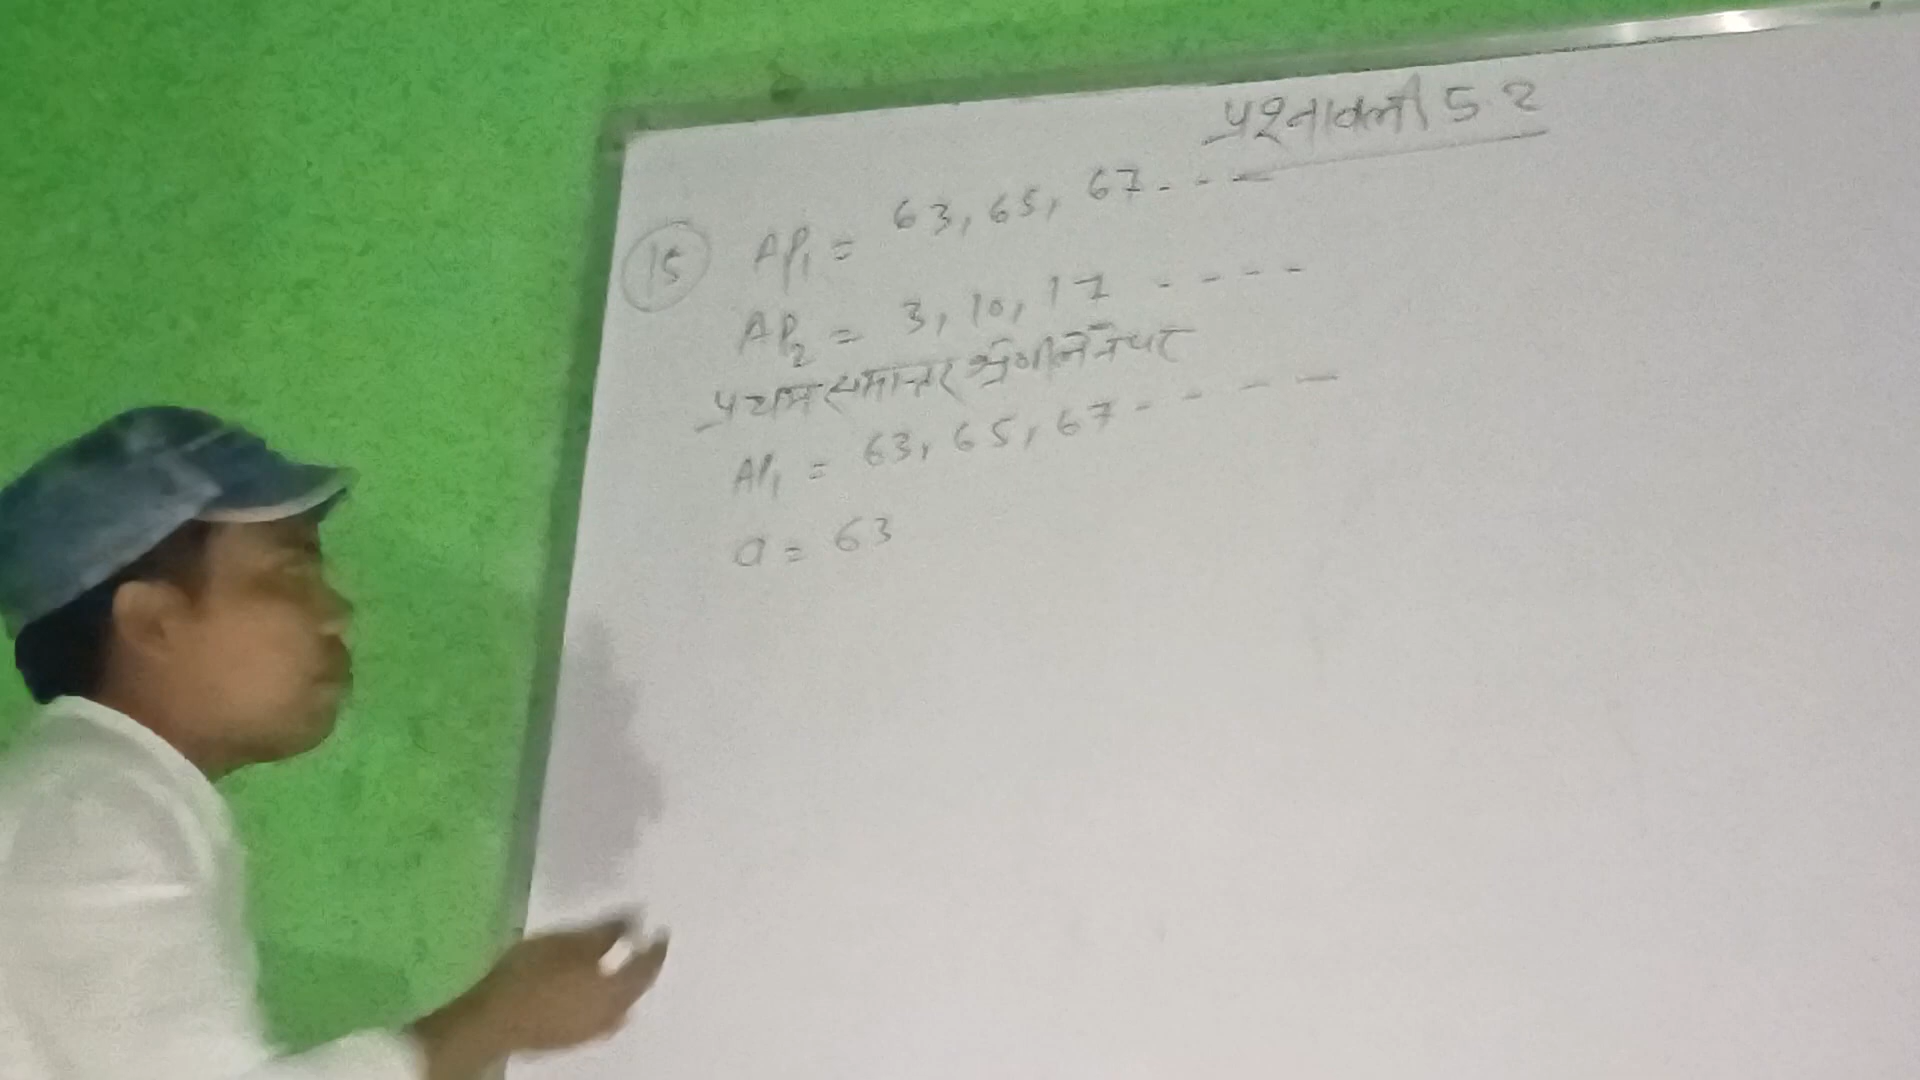 प्रश्नावली 5.2
15 AP₁ = 63, 65, 67 - - -
AP₂ = 3, 10, 17 - - - -
प्रथम समान्तर श्रेणी लेने पर
AP₁ = 63, 65, 67 - - - - -
a = 63